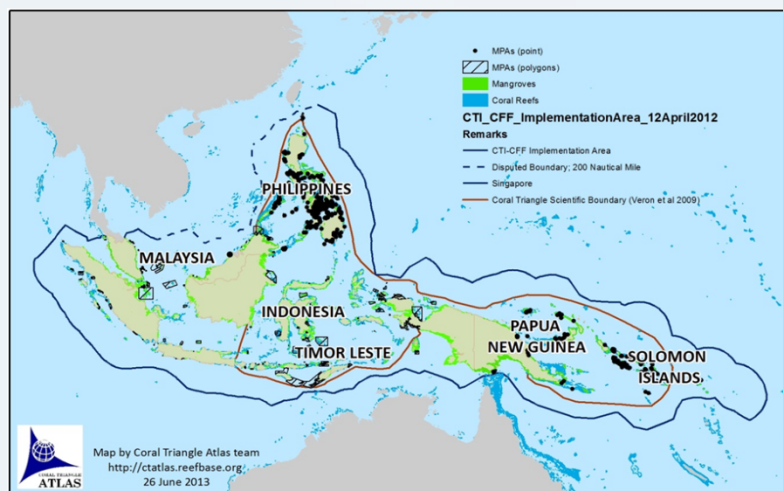 MPAs (point)
MPAs (polygons)
Mangroves
Coral Reefs
CTI_CFF_ImplementationArea_12April2012
Remarks
CTI-CFF Implementation Area
Disputed Boundary; 200 Nautical Mile
Singapore
Coral Triangle Scientific Boundary (Veron et al 2009)
PHILIPPINES
MALAYSIA
INDONESIA
TIMOR LESTE
PAPUA
NEW GUINEA
SOLOMON
ISLANDS
Map by Coral Triangle Atlas team
http://ctatlas.reefbase.org
26 June 2013
CORAL TRIANGLE
ATLAS